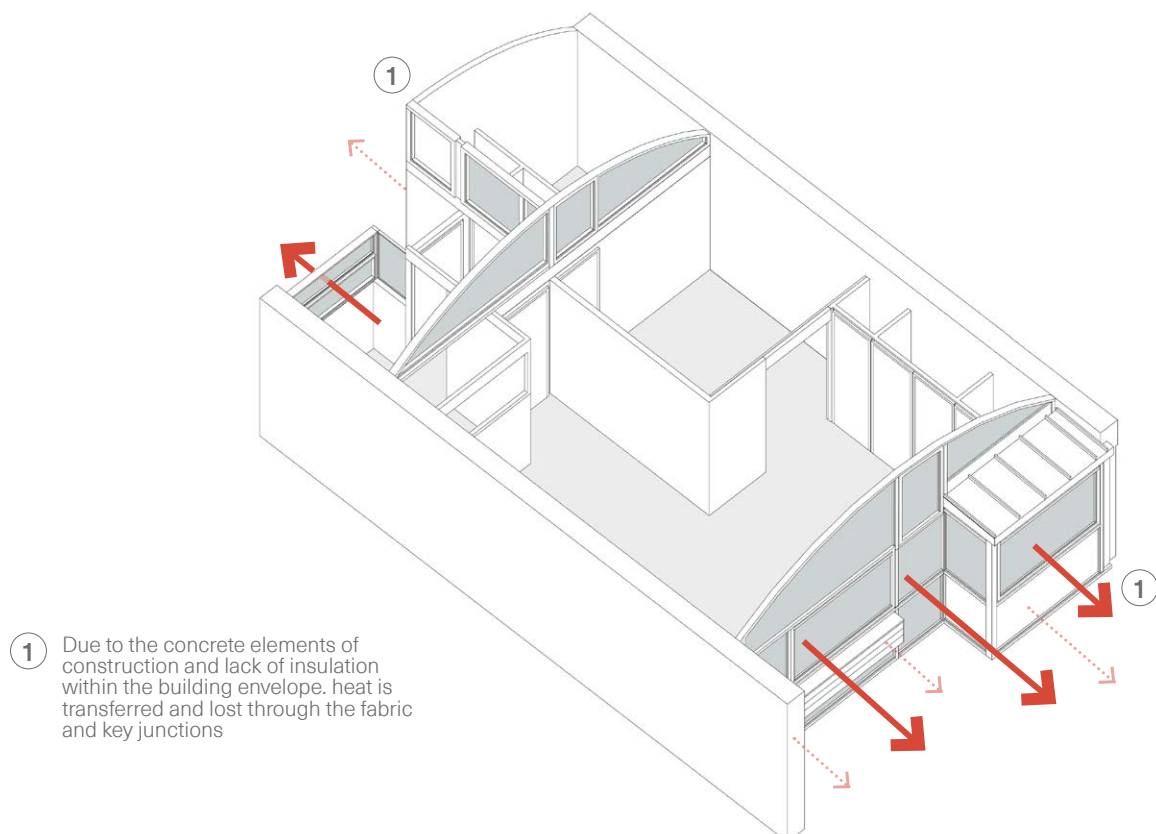 1
1
1 Due to the concrete elements of
construction and lack of insulation
within the building envelope. heat is
transferred and lost through the fabric
and key junctions